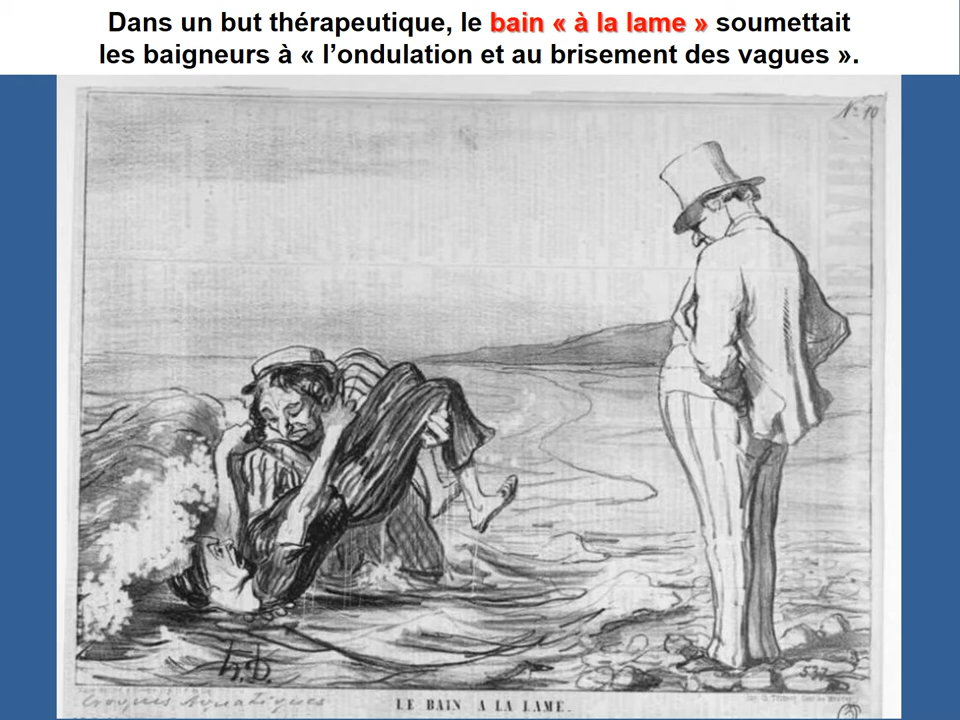 Dans un but thérapeutique, le bain « à la lame » soumettait
les baigneurs à « l’ondulation et au brisement des vagues ».
N° 10
h.D.
522
croquis aquatiques
LE BAIN A LA LAME.